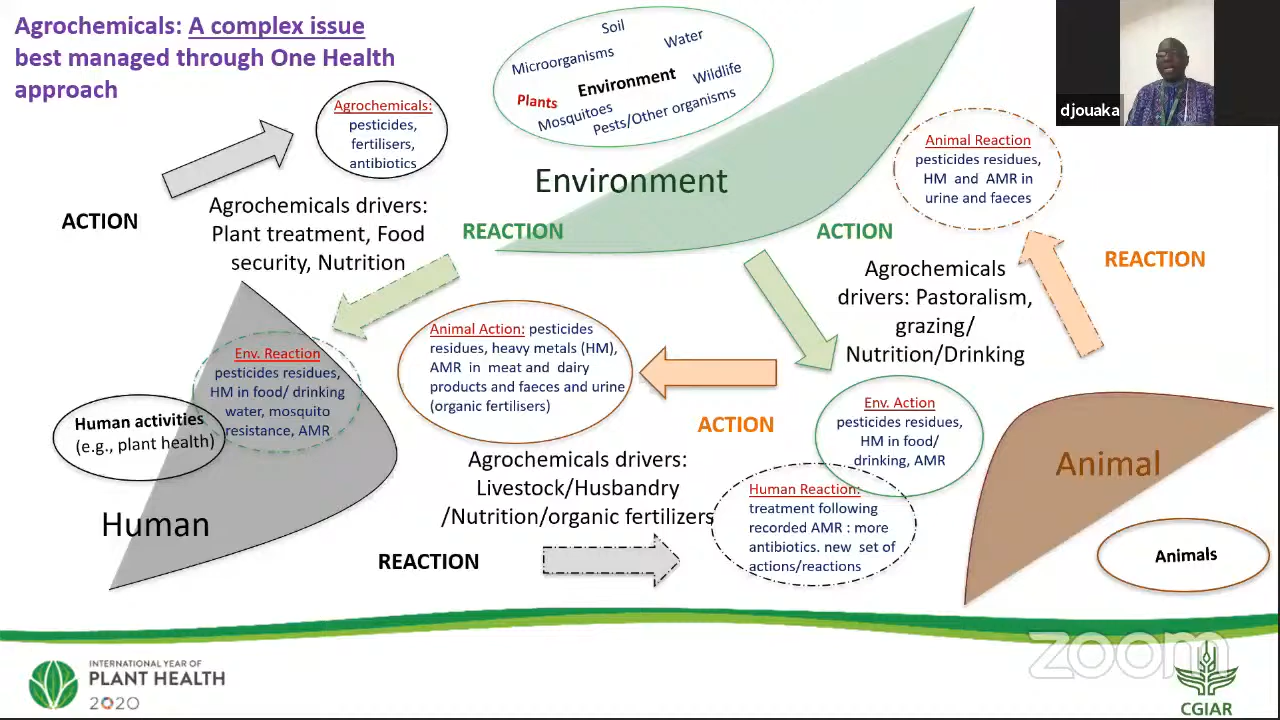 Agrochemicals: A complex issue
best managed through One Health
approach
Agrochemicals:
pesticides,
fertilisers,
antibiotics
Soil
Water
Microorganisms
Environment
Wildlife
Plants
Mosquitoes
Pests/Other organisms
djouaka
Animal Reaction
pesticides residues,
HM and AMR in
urine and faeces
Environment
ACTION
Agrochemicals drivers:
Plant treatment, Food
security, Nutrition
REACTION
ACTION
REACTION
Agrochemicals
drivers: Pastoralism,
grazing/
Nutrition/Drinking
Env. Reaction
pesticides residues,
HM in food/ drinking
water, mosquito
resistance, AMR
Animal Action: pesticides
residues, heavy metals (HM),
AMR in meat and dairy
products and faeces and urine
(organic fertilisers)
Human activities
(e.g., plant health)
ACTION
Env. Action
pesticides residues,
HM in food/
drinking, AMR
Animal
Agrochemicals drivers:
Livestock/Husbandry
/Nutrition/organic fertilizers
Human Reaction:
treatment following
recorded AMR : more
antibiotics. new set of
actions/reactions
Human
REACTION
Animals
INTERNATIONAL YEAR OF
PLANT HEALTH
2020
zoom
CGIAR